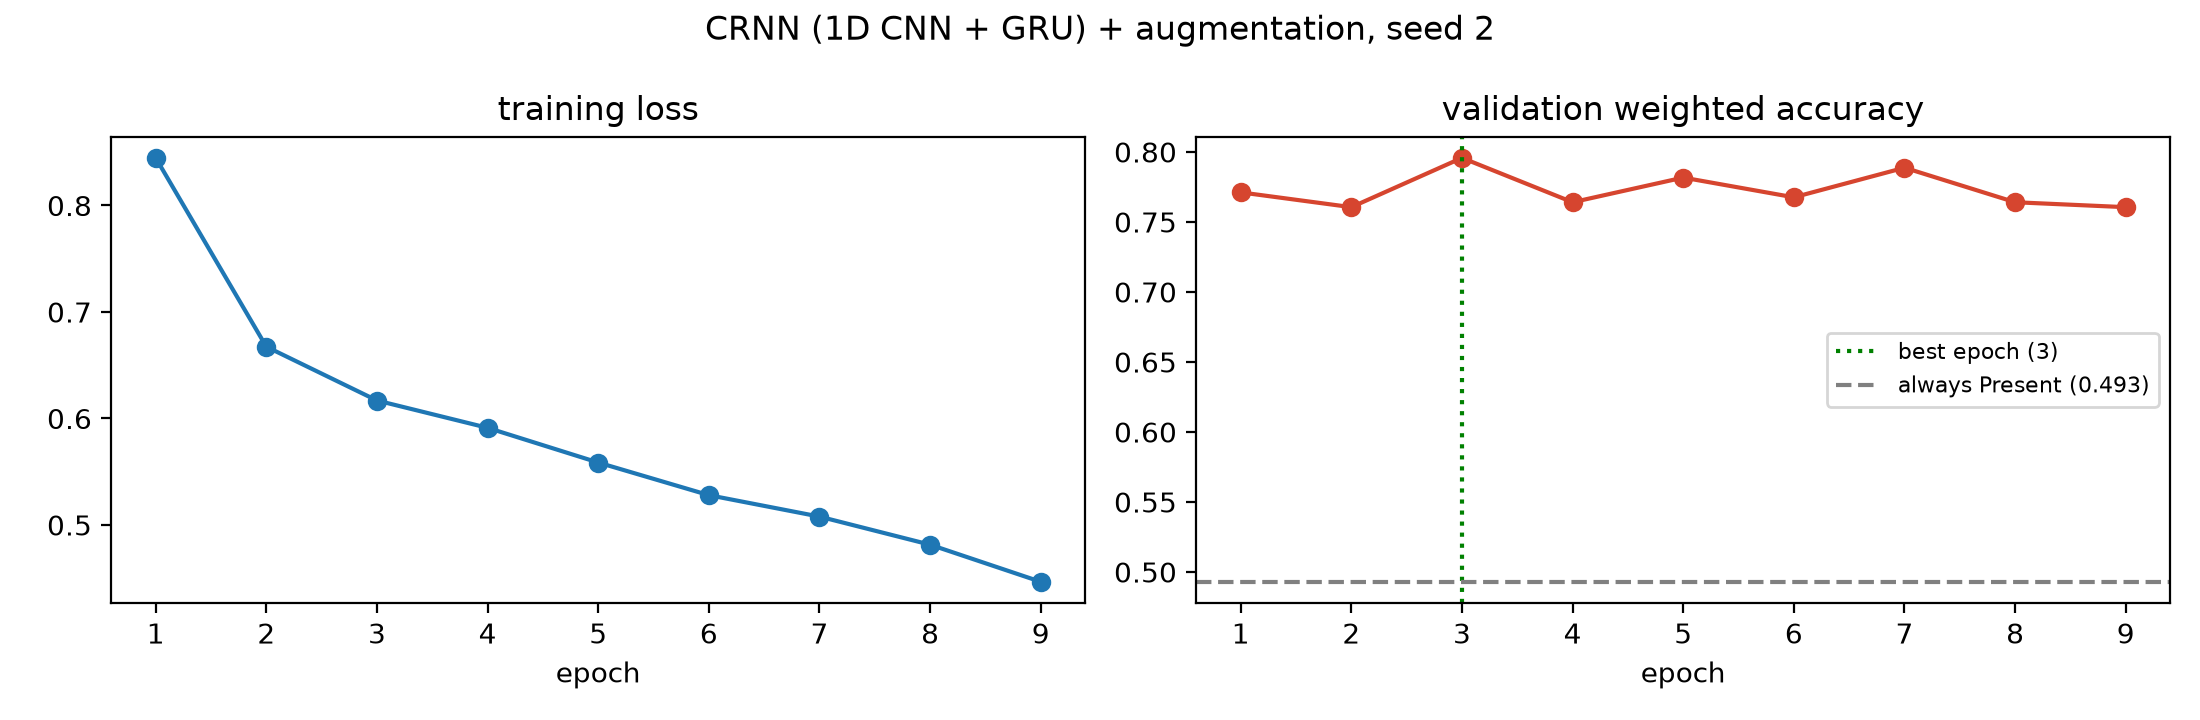 CRNN (1D CNN + GRU) + augmentation, seed 2
training loss
0.8
0.7
0.6
0.5
1 2 3 4 5 6 7 8 9
epoch
validation weighted accuracy
0.80
0.75
0.70
0.65
0.60
0.55
0.50
best epoch (3)
always Present (0.493)
1 2 3 4 5 6 7 8 9
epoch